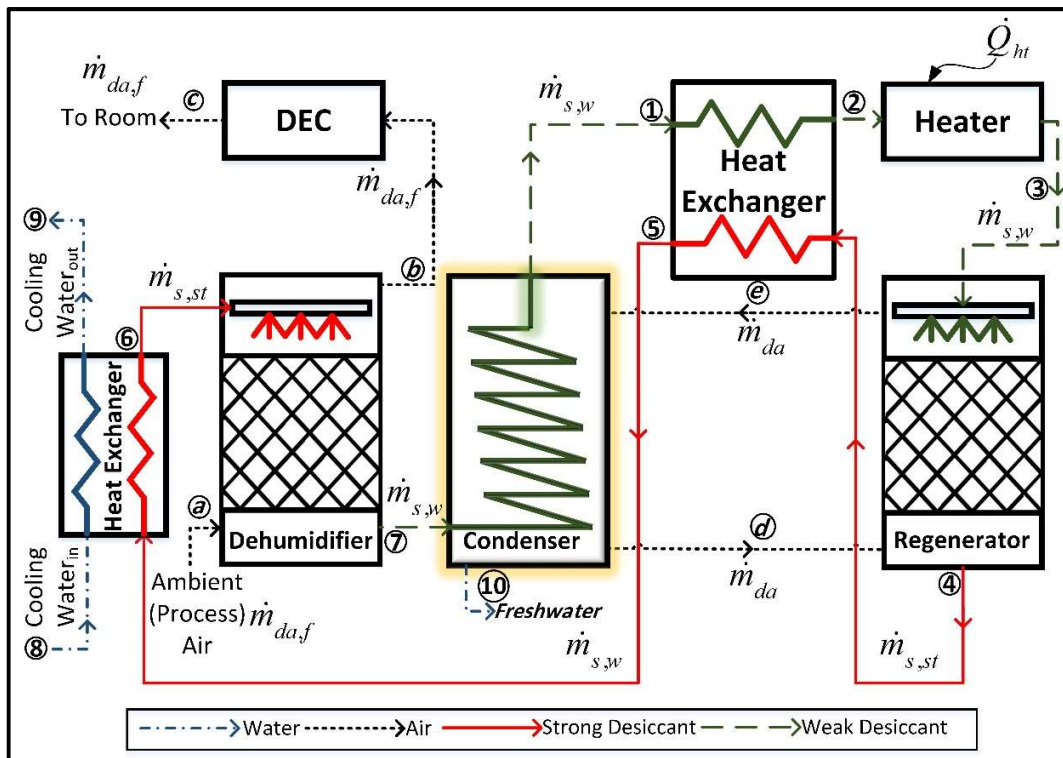 Q̇ht
ṁda,f
ṁs,w
ⓒ
To Room
DEC
①
②
Heater
Heat
Exchanger
ṁda,f
③
⑤
ṁs,w
⑨
Cooling
Waterout
ṁs,st
ⓑ
ⓔ
ṁda
⑥
Heat Exchanger
ⓐ
ṁs,w
ⓓ
Dehumidifier
⑦
Condenser
Regenerator
Cooling
Waterin
⑧
Ambient
(Process)
Air
ṁda,f
⑩
Freshwater
ṁda
④
ṁs,w
ṁs,st
Water
Air
Strong Desiccant
Weak Desiccant